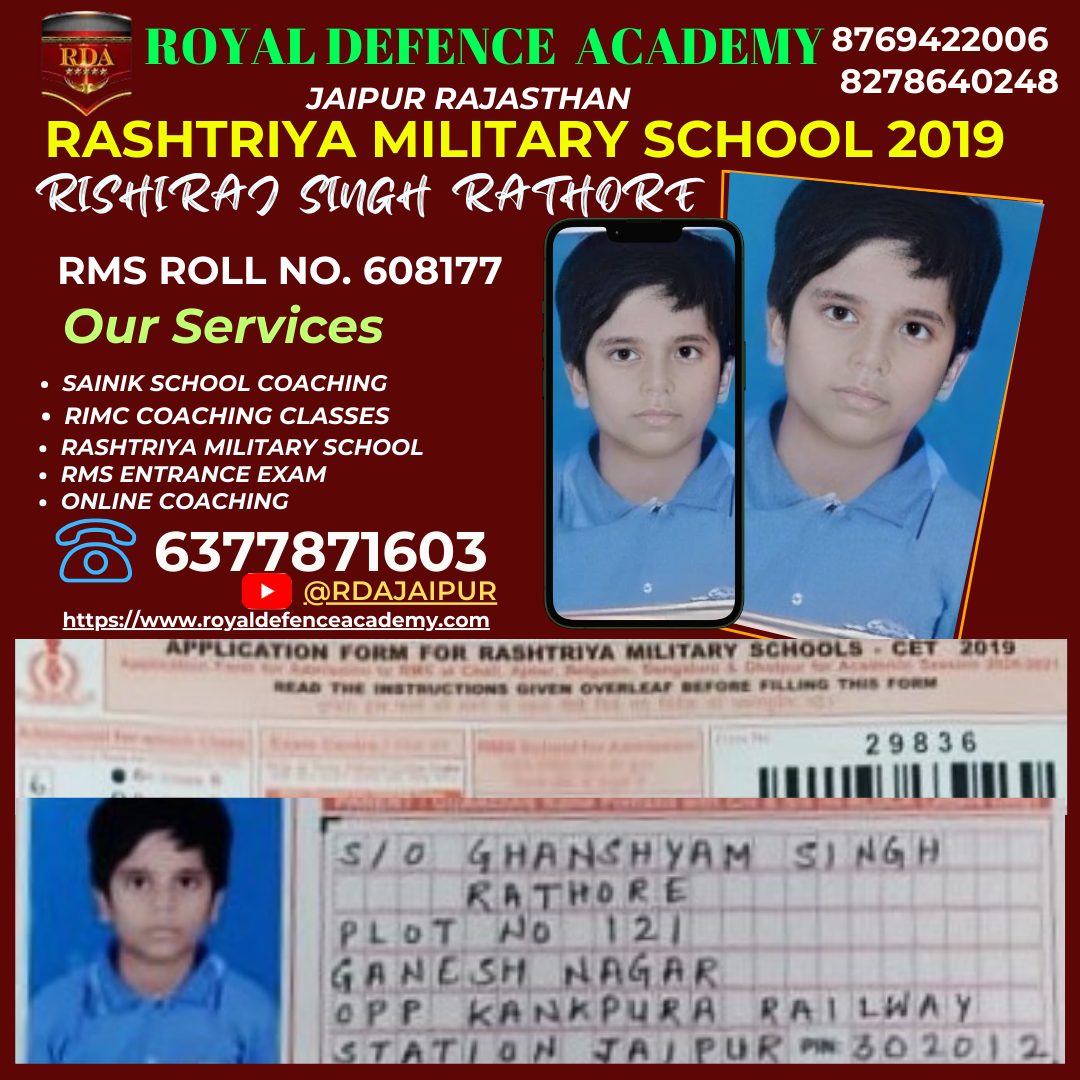 RDA
ROYAL DEFENCE ACADEMY
8769422006
8278640248
JAIPUR RAJASTHAN
RASHTRIYA MILITARY SCHOOL 2019
RISHIRAJ SINGH RATHORE
RMS ROLL NO. 608177
Our Services
• SAINIK SCHOOL COACHING
• RIMC COACHING CLASSES
• RASHTRIYA MILITARY SCHOOL
• RMS ENTRANCE EXAM
• ONLINE COACHING
6377871603
@RDAJAIPUR
https://www.royaldefenceacademy.com
APPLICATION FORM FOR RASHTRIYA MILITARY SCHOOLS - CET 2019
READ THE INSTRUCTIONS GIVEN OVERLEAF BEFORE FILLING THIS FORM
29836
6
S/O GHANSHYAM SINGH
RATHORE
PLOT NO 121
GANESH NAGAR
OPP KANKPURA RAILWAY
STATION JAIPUR PIN: 302012